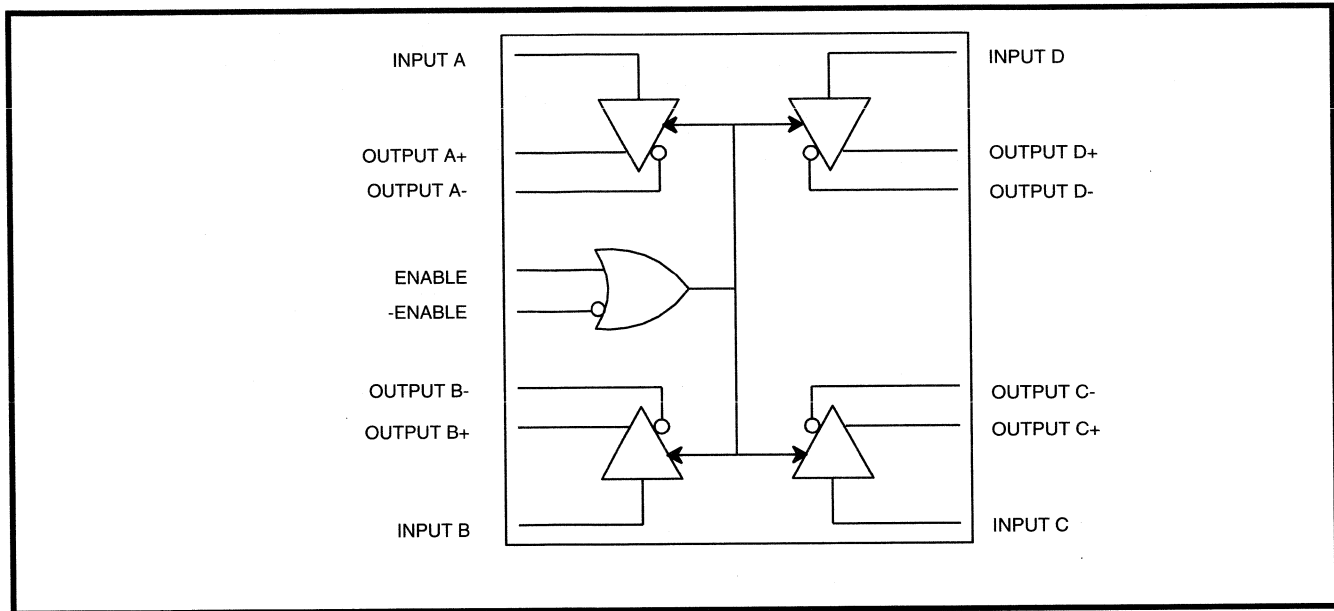 INPUT A
INPUT D
OUTPUT A+
OUTPUT D+
OUTPUT A-
OUTPUT D-
ENABLE
-ENABLE
OUTPUT B-
OUTPUT C-
OUTPUT B+
OUTPUT C+
INPUT B
INPUT C